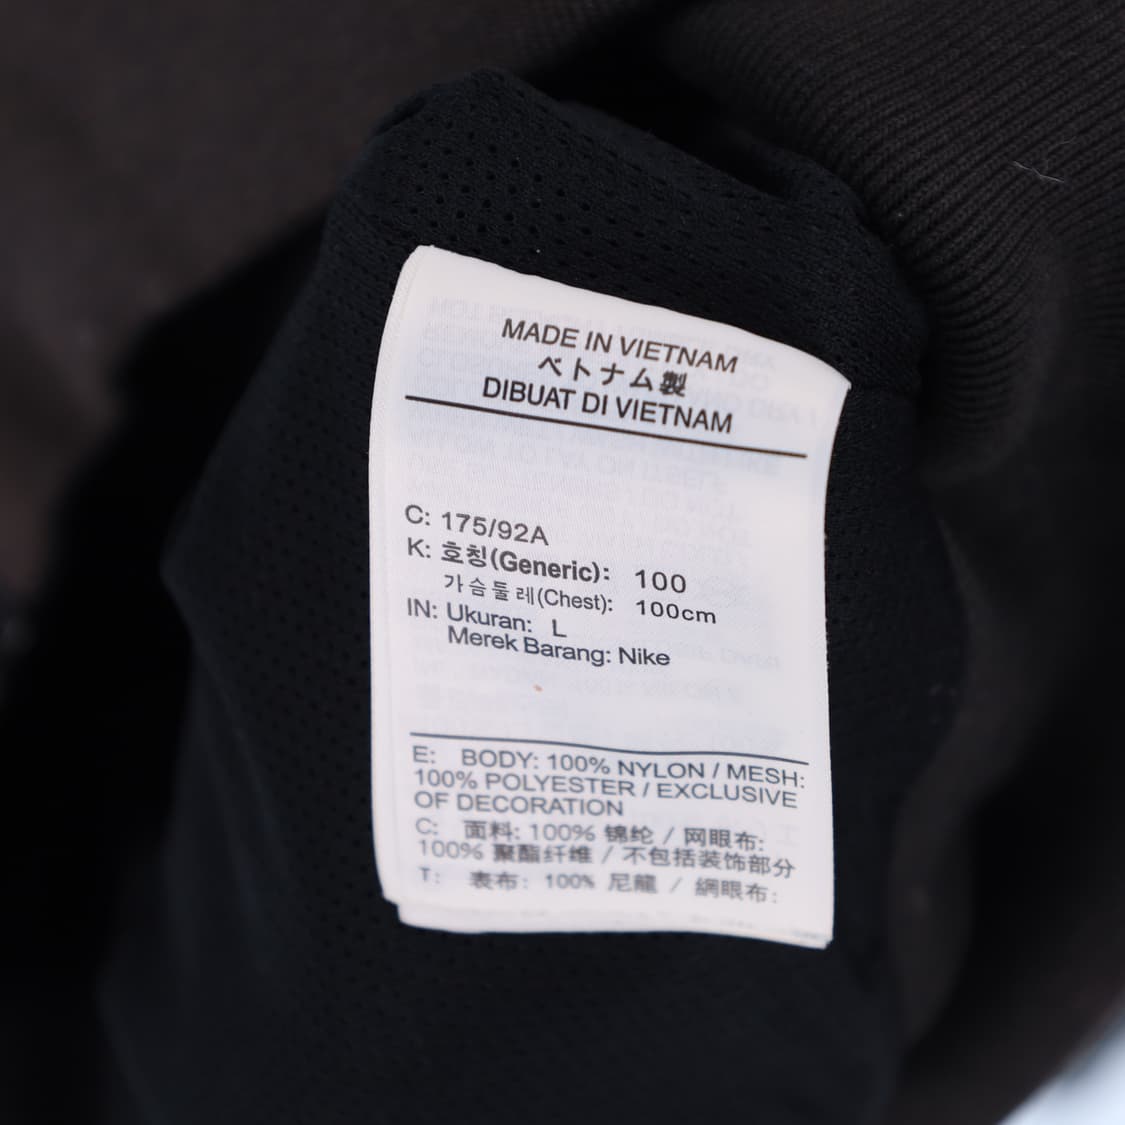 MADE IN VIETNAM
ベトナム製
DIBUAT DI VIETNAM
C: 175/92A
K: 호칭(Generic): 100
가슴둘레(Chest): 100cm
IN: Ukuran: L
Merek Barang: Nike
E: BODY: 100% NYLON / MESH:
100% POLYESTER / EXCLUSIVE
OF DECORATION
C: 面料: 100% 锦纶 / 网眼布:
100% 聚酯纤维 / 不包括装饰部分
T: 表布: 100% 尼龍 / 網眼布: